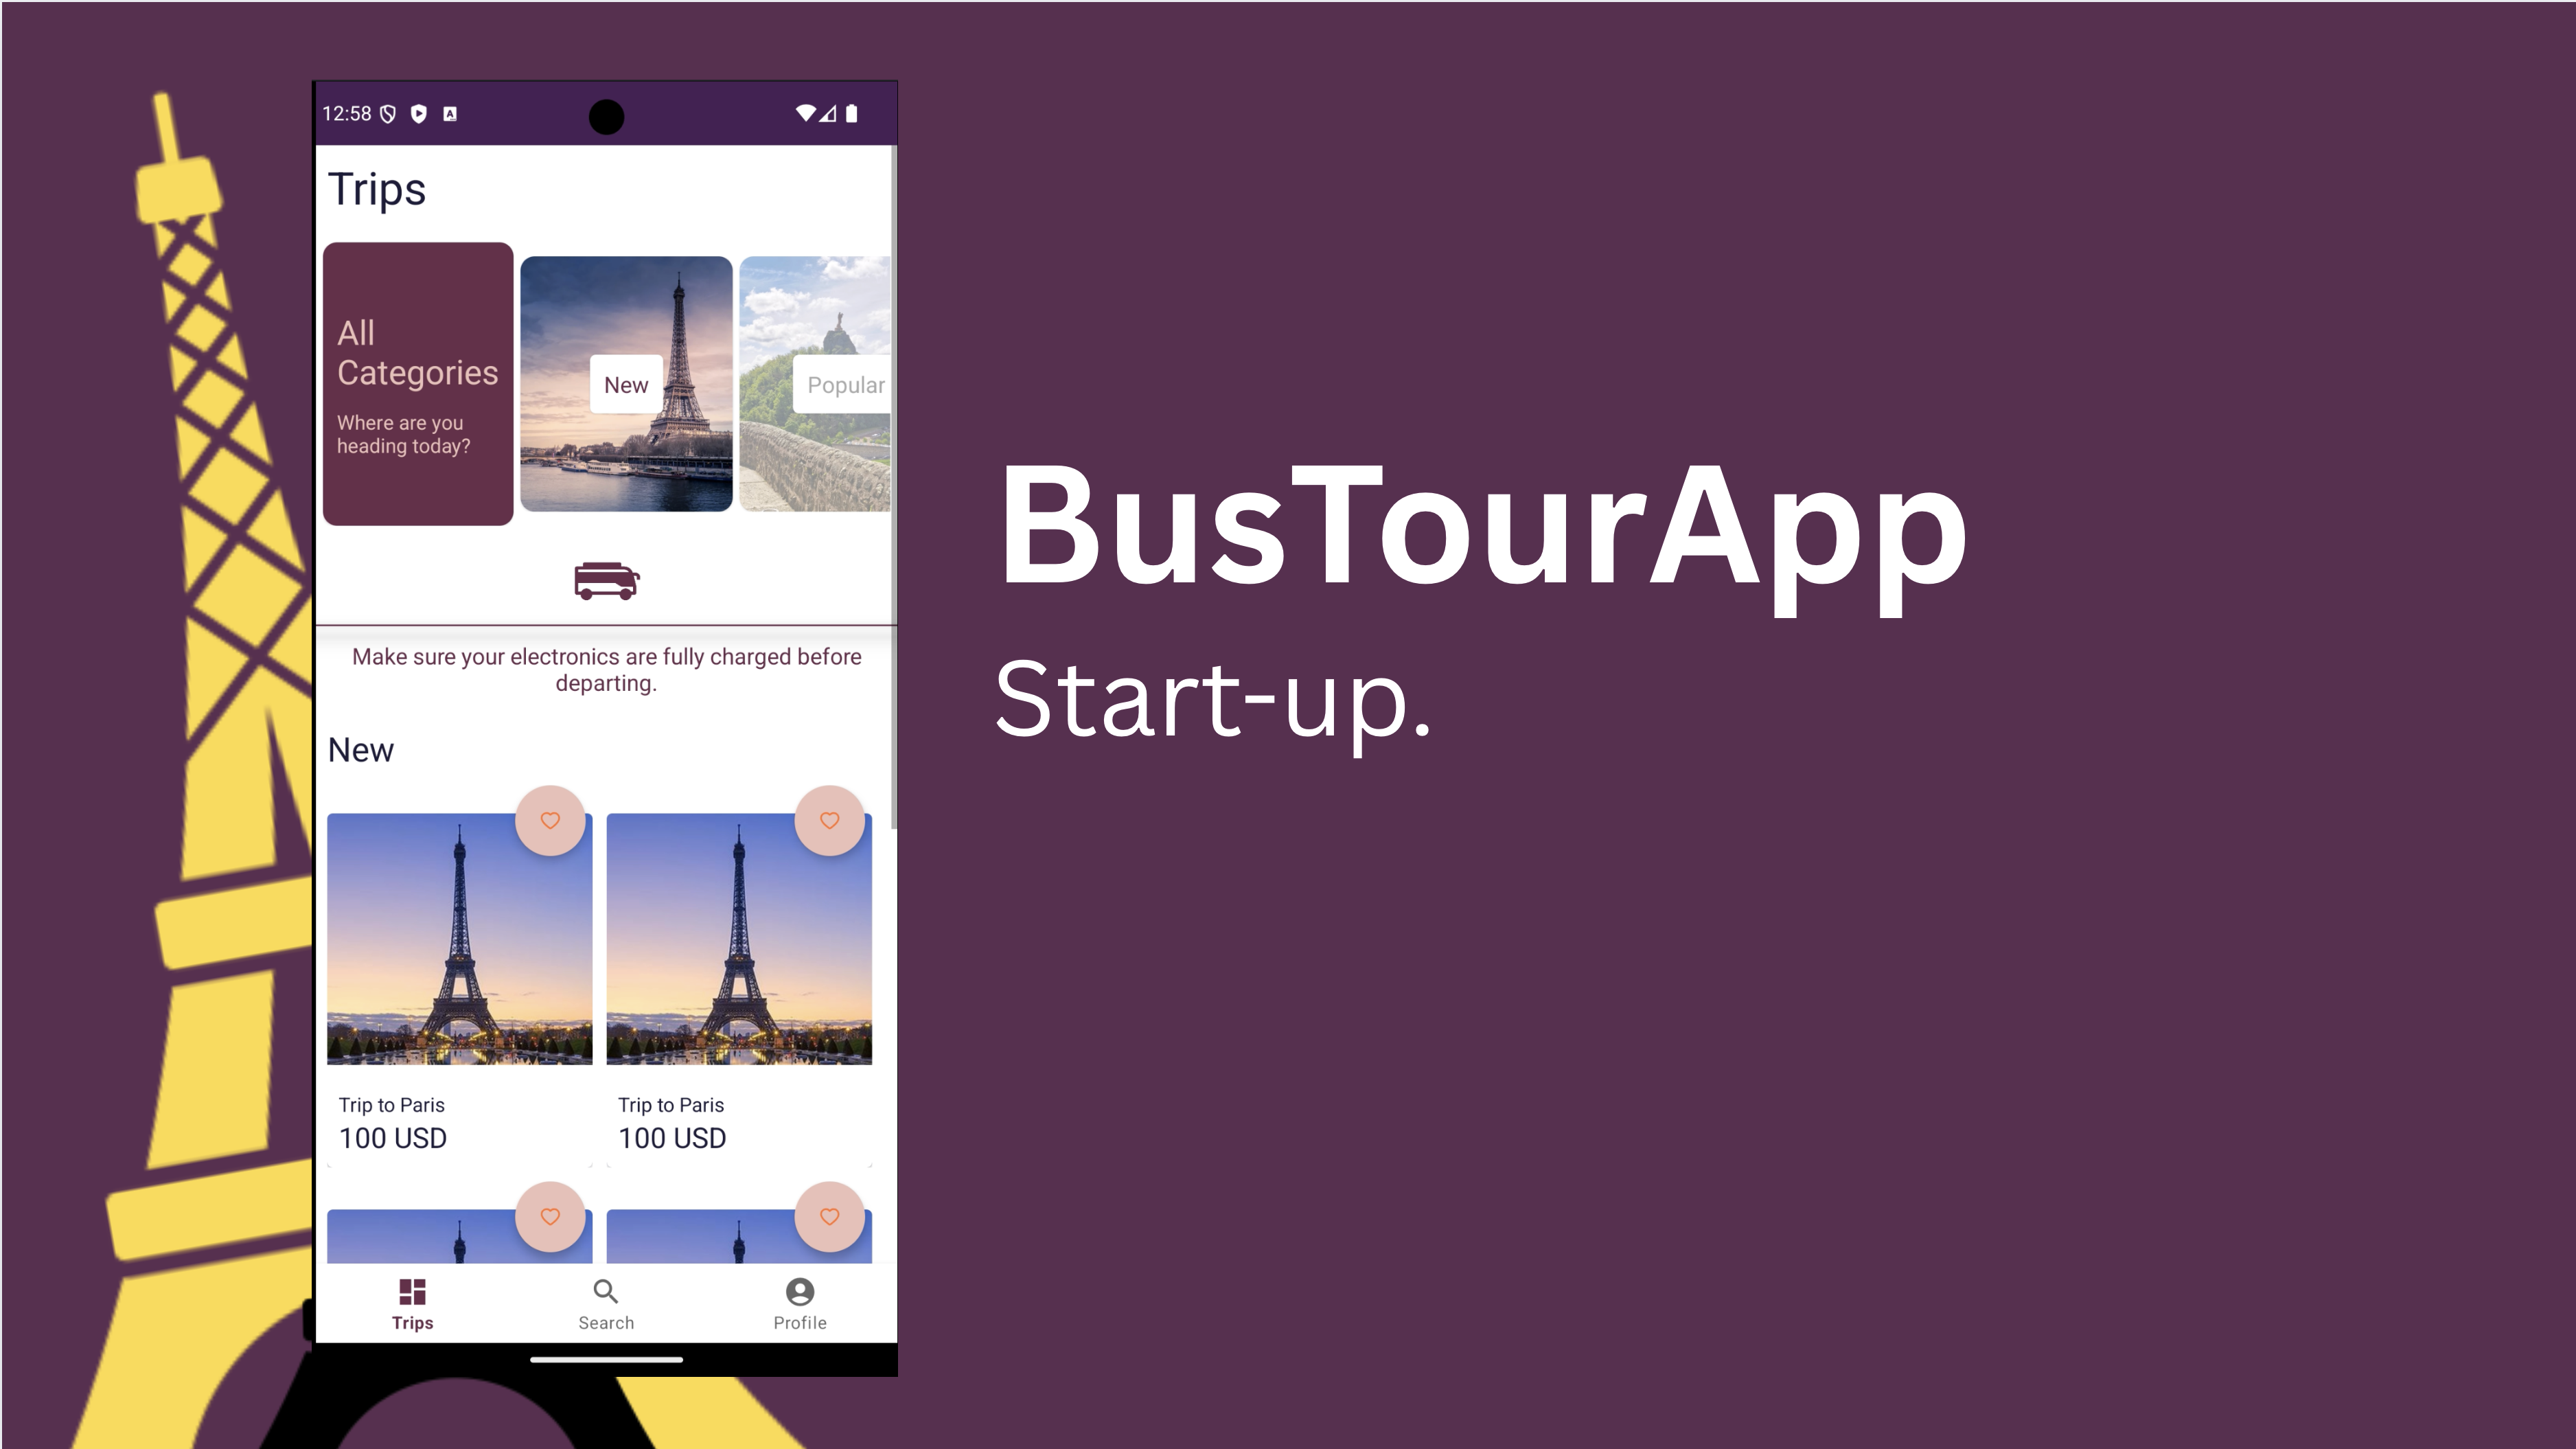 12:58
Trips
All
Categories
Where are you
heading today?
New
Popular
Make sure your electronics are fully charged before
departing.
New
Trip to Paris
100 USD
Trip to Paris
100 USD
Trips
Search
Profile
BusTourApp
Start-up.